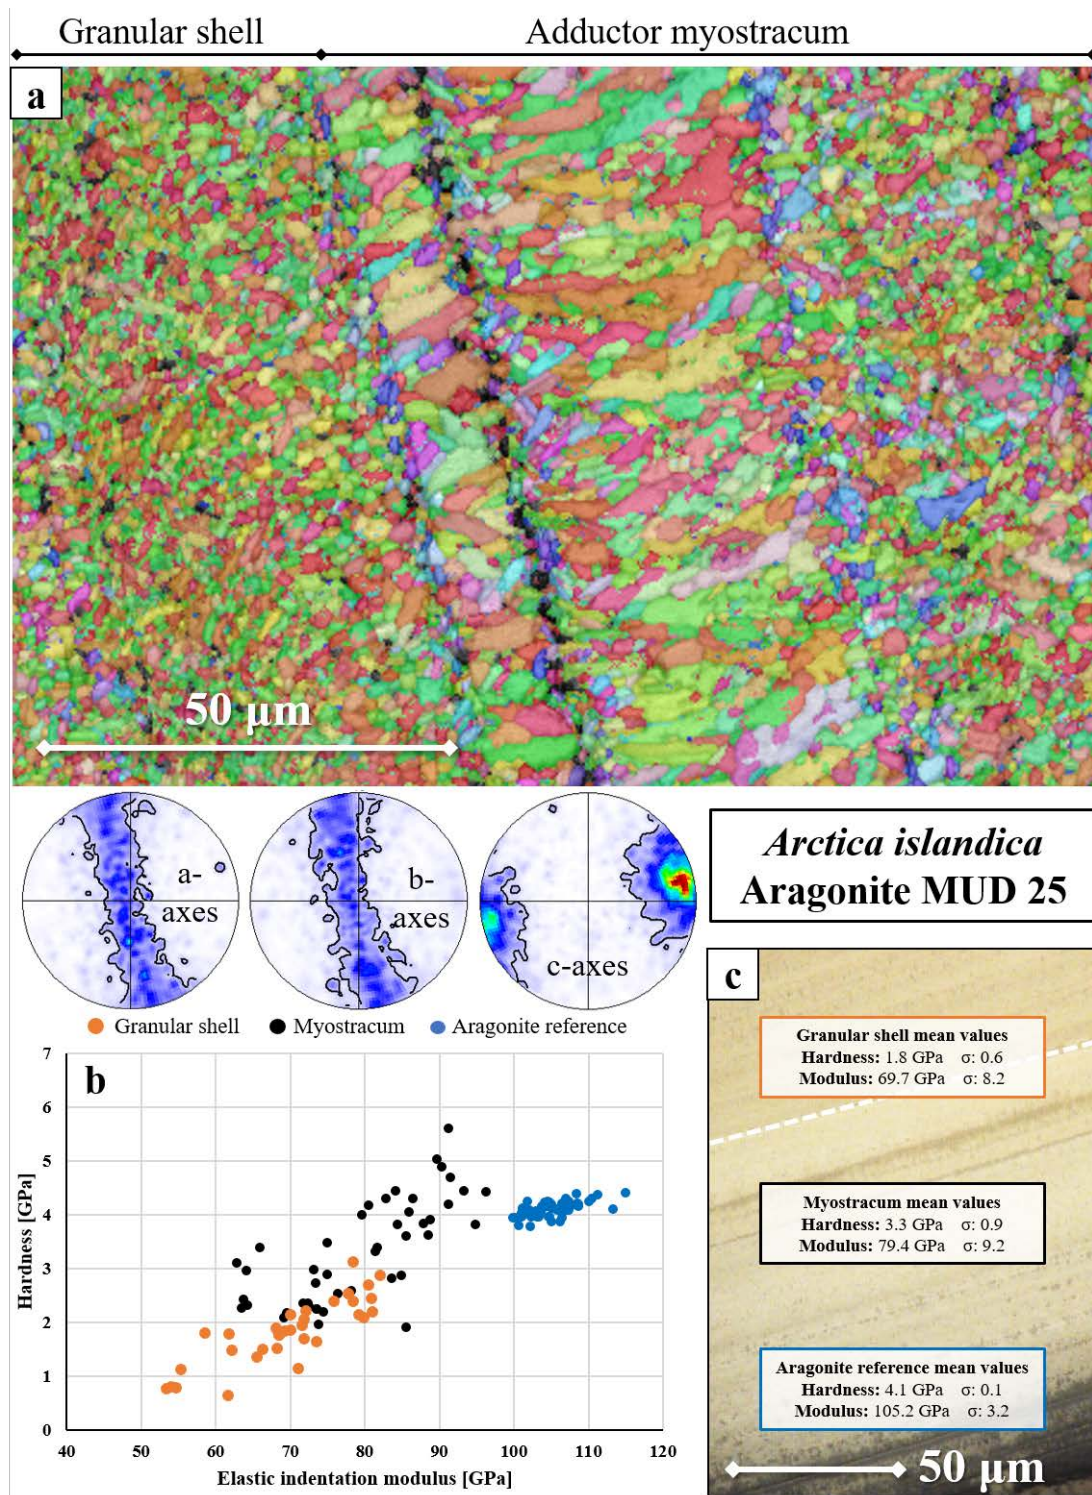 Granular shell
Adductor myostracum
a
50 μm
a-
axes
b-
axes
c-axes
Arctica islandica
Aragonite MUD 25
Granular shell
Myostracum
Aragonite reference
b
Hardness [GPa]
7
6
5
4
3
2
1
0
40 50 60 70 80 90 100 110 120
Elastic indentation modulus [GPa]
c
Granular shell mean values
Hardness: 1.8 GPa σ: 0.6
Modulus: 69.7 GPa σ: 8.2
Myostracum mean values
Hardness: 3.3 GPa σ: 0.9
Modulus: 79.4 GPa σ: 9.2
Aragonite reference mean values
Hardness: 4.1 GPa σ: 0.1
Modulus: 105.2 GPa σ: 3.2
50 μm